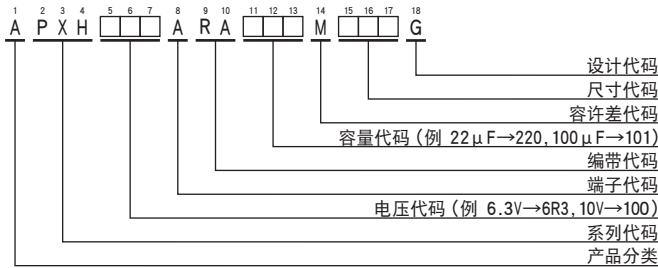 1 2 3 4 5 6 7 8 9 10 11 12 13 14 15 16 17 18
A P X H □□□ A R A □□□ M □□□ G
设计代码
尺寸代码
容许差代码
容量代码 (例 22μF→220,100μF→101)
编带代码
端子代码
电压代码 (例 6.3V→6R3,10V→100)
系列代码
产品分类